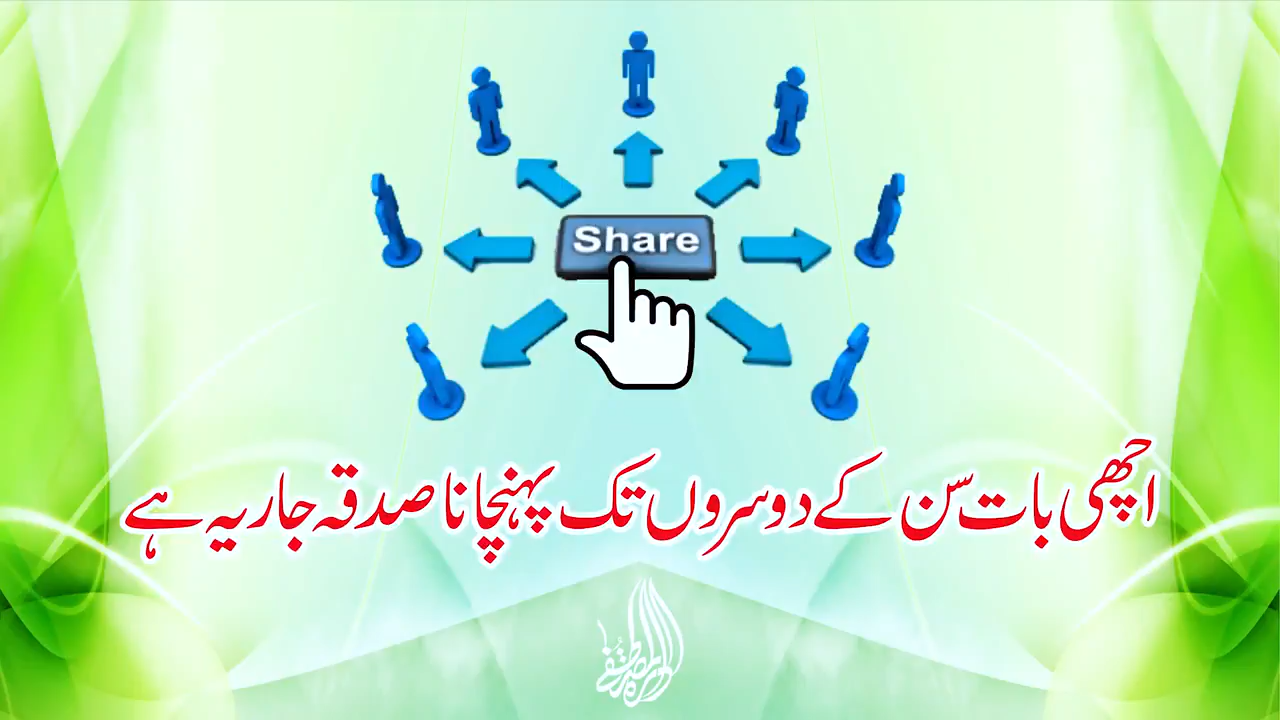 Share
اچھی بات سن کے دوسروں تک پہنچانا صدقہ جاریہ ہے